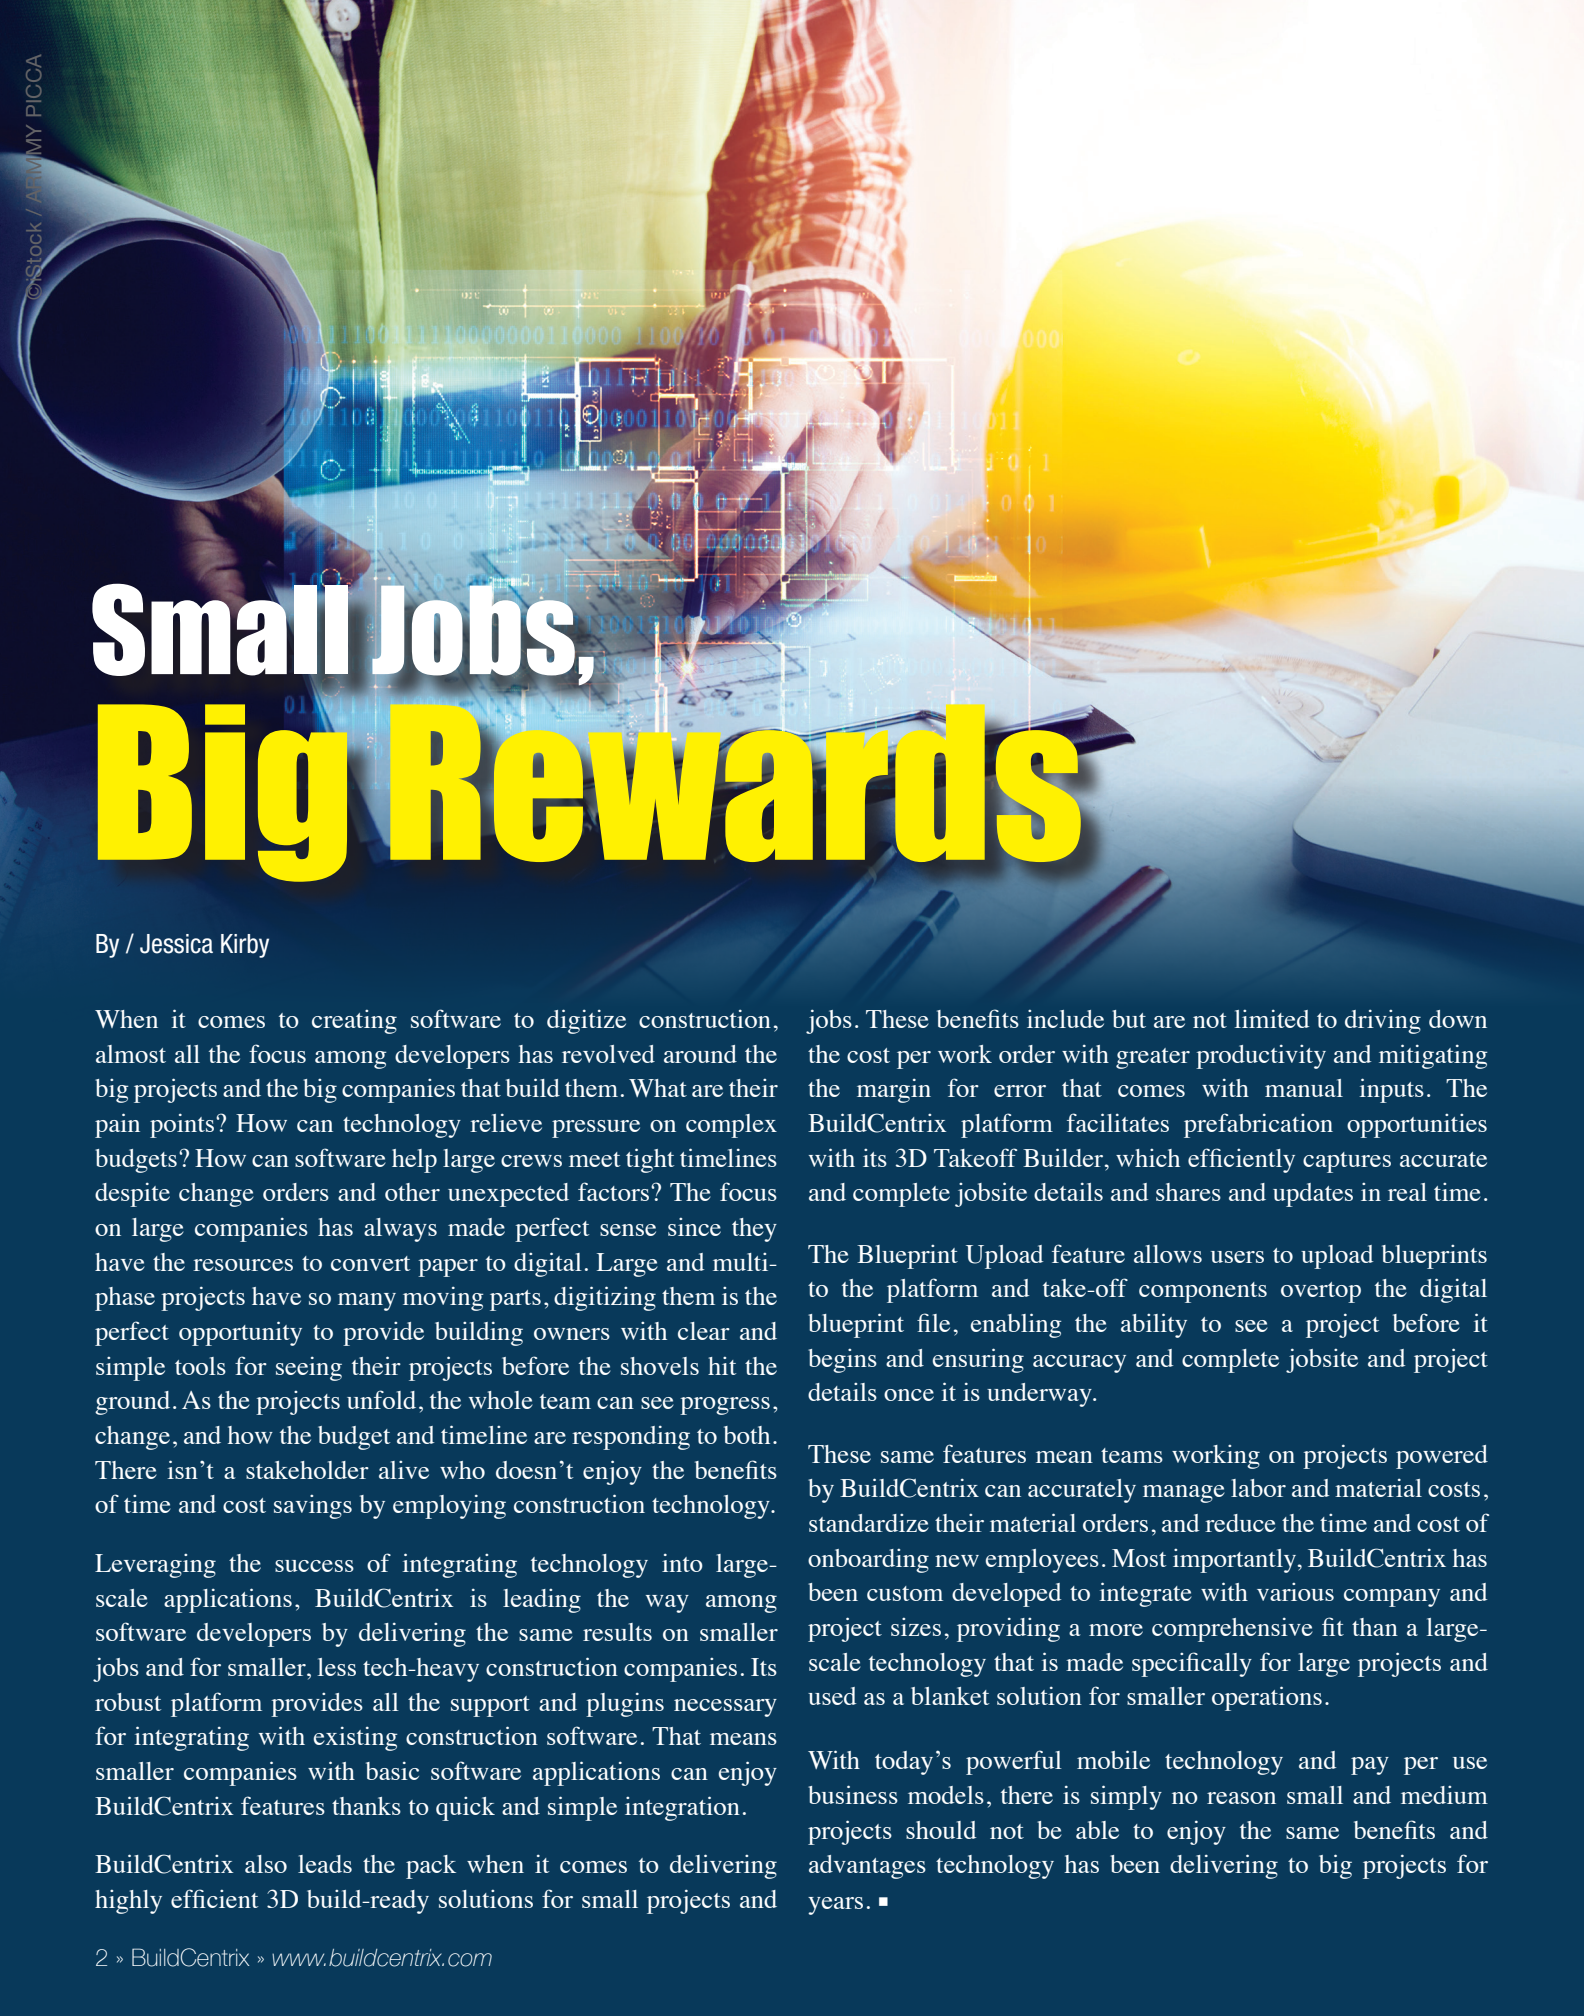 ©iStock / ARMMY PICCA
Small Jobs,
Big Rewards
By / Jessica Kirby
When it comes to creating software to digitize construction,
almost all the focus among developers has revolved around the
big projects and the big companies that build them. What are their
pain points? How can technology relieve pressure on complex
budgets? How can software help large crews meet tight timelines
despite change orders and other unexpected factors? The focus
on large companies has always made perfect sense since they
have the resources to convert paper to digital. Large and multi-
phase projects have so many moving parts, digitizing them is the
perfect opportunity to provide building owners with clear and
simple tools for seeing their projects before the shovels hit the
ground. As the projects unfold, the whole team can see progress,
change, and how the budget and timeline are responding to both.
There isn’t a stakeholder alive who doesn’t enjoy the benefits
of time and cost savings by employing construction technology.
Leveraging the success of integrating technology into large-
scale applications, BuildCentrix is leading the way among
software developers by delivering the same results on smaller
jobs and for smaller, less tech-heavy construction companies. Its
robust platform provides all the support and plugins necessary
for integrating with existing construction software. That means
smaller companies with basic software applications can enjoy
BuildCentrix features thanks to quick and simple integration.
BuildCentrix also leads the pack when it comes to delivering
highly efficient 3D build-ready solutions for small projects and
jobs. These benefits include but are not limited to driving down
the cost per work order with greater productivity and mitigating
the margin for error that comes with manual inputs. The
BuildCentrix platform facilitates prefabrication opportunities
with its 3D Takeoff Builder, which efficiently captures accurate
and complete jobsite details and shares and updates in real time.
The Blueprint Upload feature allows users to upload blueprints
to the platform and take-off components overtop the digital
blueprint file, enabling the ability to see a project before it
begins and ensuring accuracy and complete jobsite and project
details once it is underway.
These same features mean teams working on projects powered
by BuildCentrix can accurately manage labor and material costs,
standardize their material orders, and reduce the time and cost of
onboarding new employees. Most importantly, BuildCentrix has
been custom developed to integrate with various company and
project sizes, providing a more comprehensive fit than a large-
scale technology that is made specifically for large projects and
used as a blanket solution for smaller operations.
With today’s powerful mobile technology and pay per use
business models, there is simply no reason small and medium
projects should not be able to enjoy the same benefits and
advantages technology has been delivering to big projects for
years. ■
2 » BuildCentrix » www.buildcentrix.com